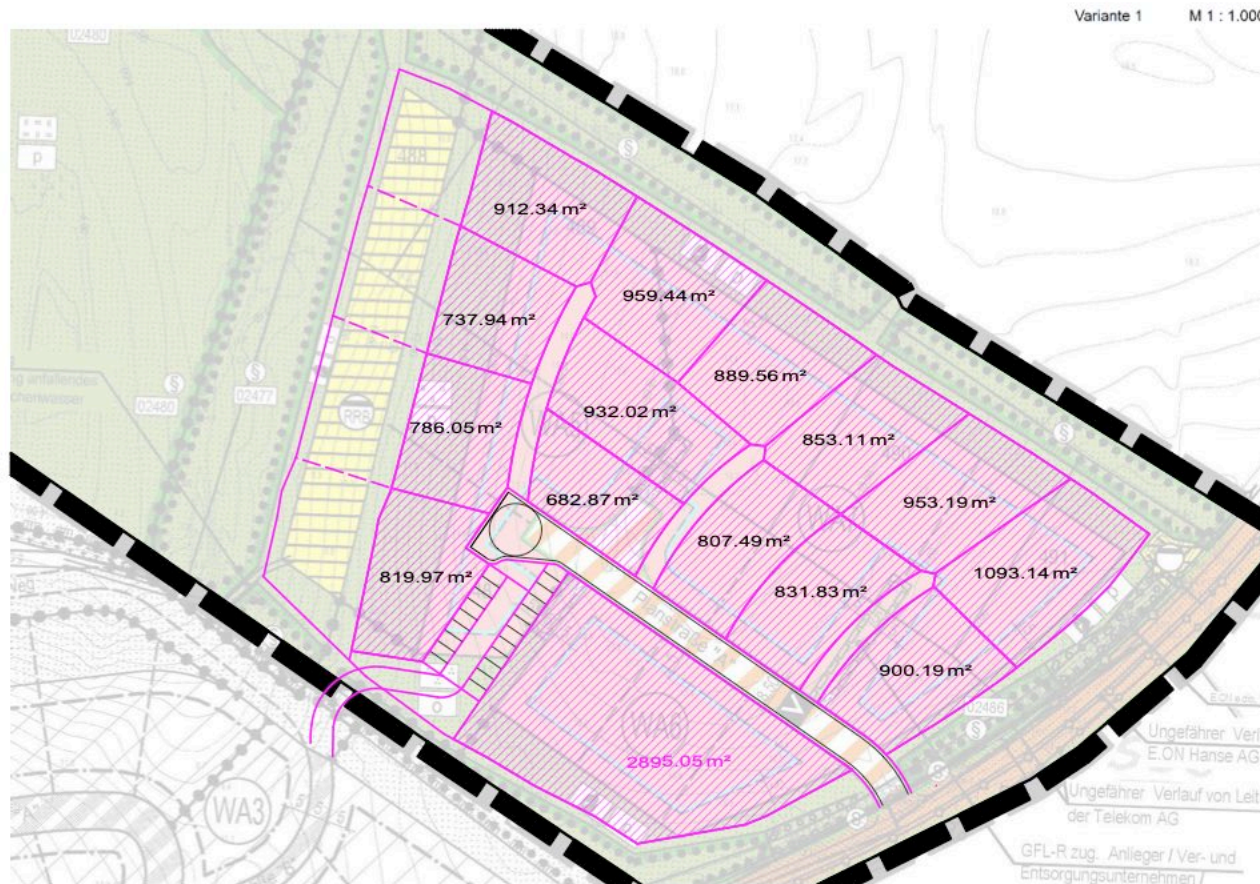 Variante 1 M 1 : 1.000
02480
§
p
912.34 m²
959.44 m²
737.94 m²
889.56 m²
ng anfallendes
§
§
02480
02477
RRB
786.05 m²
932.02 m²
853.11 m²
§
682.87 m²
953.19 m²
807.49 m²
819.97 m²
831.83 m²
1093.14 m²
Planstraße "A"
900.19 m²
o
02486
§
WA6
2895.05 m²
E.ON Hanse AG
§
§
Ungefährer Verlauf von Leit
der Telekom AG
WA3
GFL-R zug. Anlieger / Ver- und
Entsorgungsunternehmen /